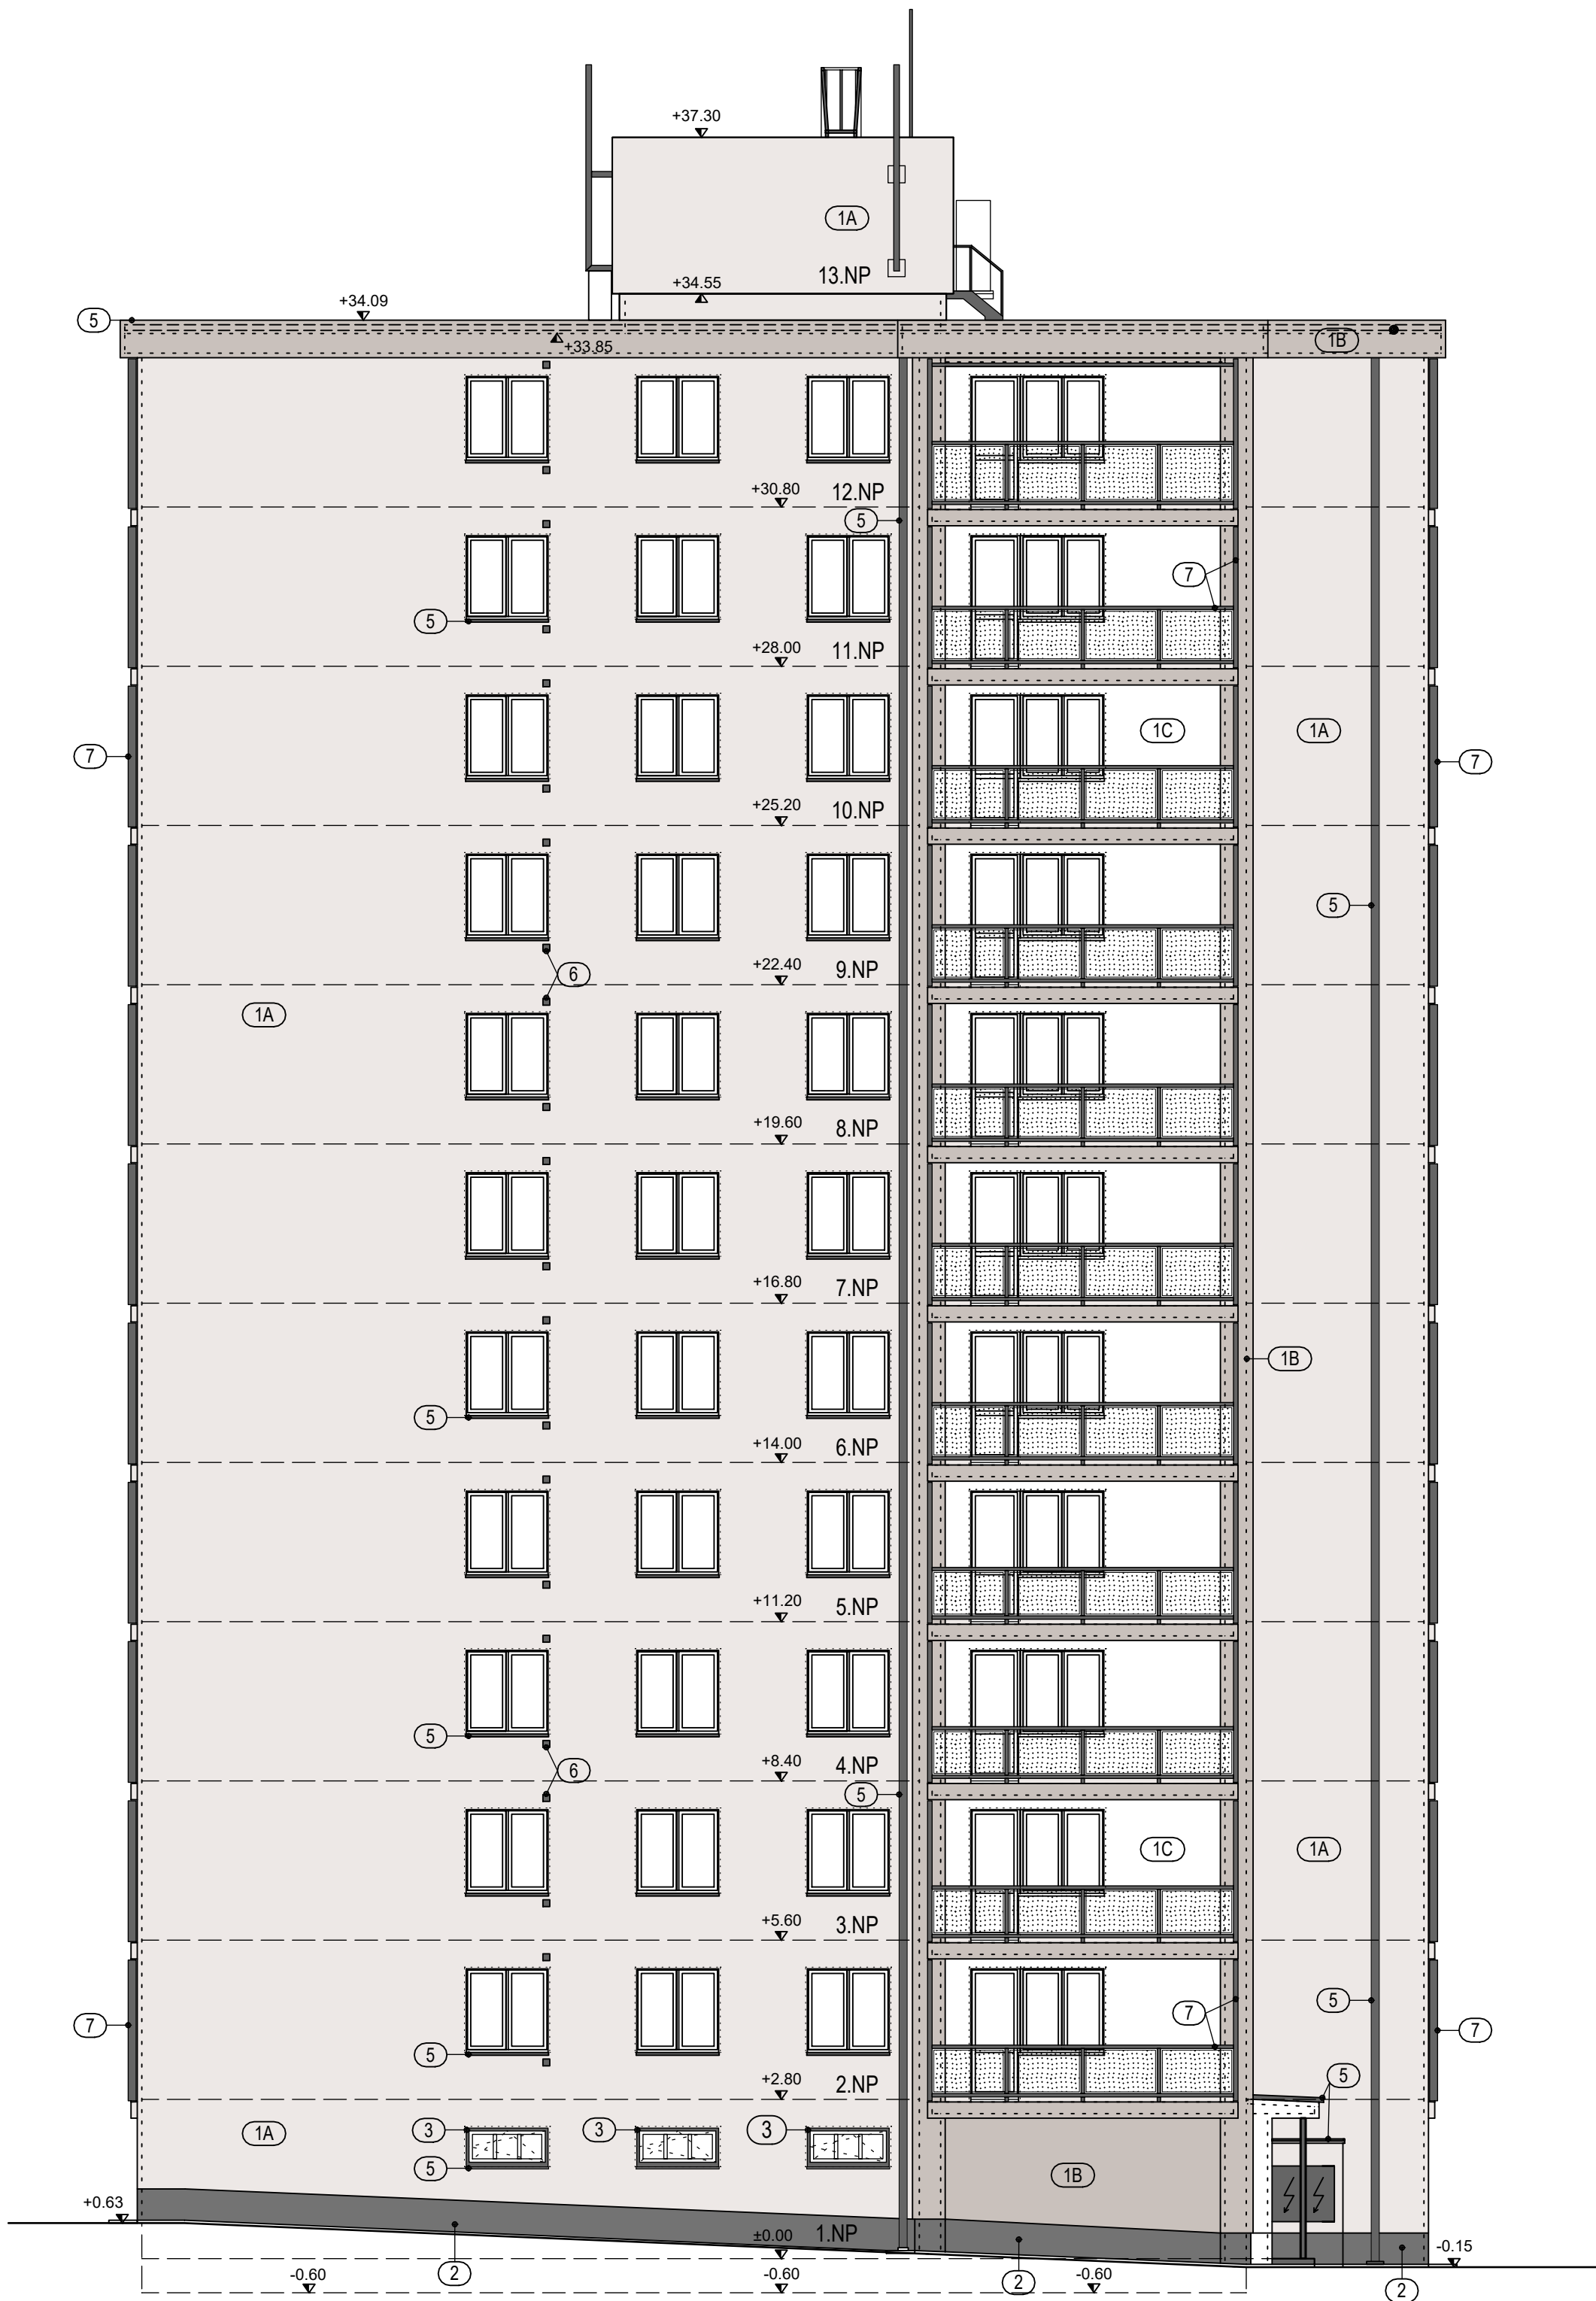 +37.30
1A
13.NP
+34.55
+34.09
5
1B
+33.85
+30.80 12.NP
5
7
5
+28.00 11.NP
1C
1A
7
7
+25.20 10.NP
5
+22.40 9.NP
6
1A
+19.60 8.NP
+16.80 7.NP
1B
5
+14.00 6.NP
+11.20 5.NP
5
+8.40 4.NP
6
5
1C
1A
+5.60 3.NP
5
7
7
7
5
5
+2.80 2.NP
1A
3
3
3
5
1B
+0.63
±0.00 1.NP
-0.15
2
2
2
-0.60
-0.60
-0.60